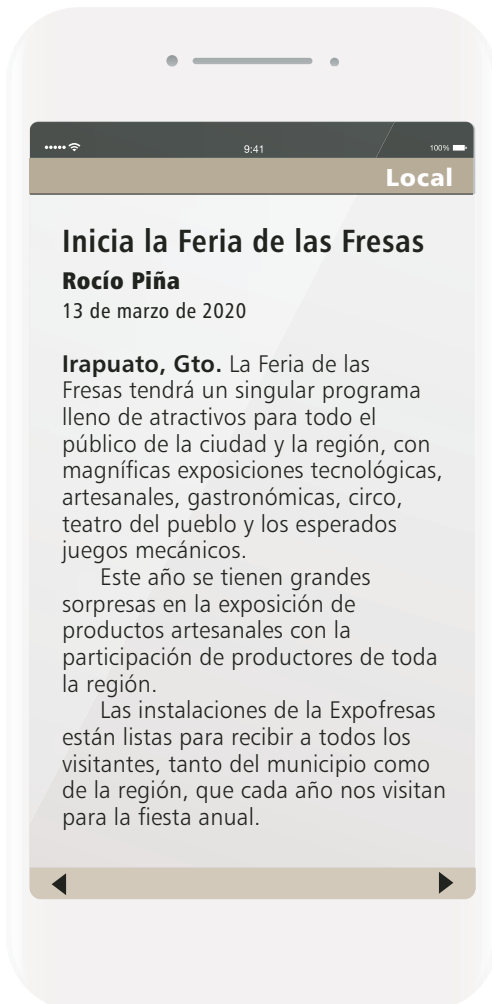 9:41
100%
Local
Inicia la Feria de las Fresas
Rocío Piña
13 de marzo de 2020
Irapuato, Gto. La Feria de las
Fresas tendrá un singular programa
lleno de atractivos para todo el
público de la ciudad y la región, con
magníficas exposiciones tecnológicas,
artesanales, gastronómicas, circo,
teatro del pueblo y los esperados
juegos mecánicos.
Este año se tienen grandes
sorpresas en la exposición de
productos artesanales con la
participación de productores de toda
la región.
Las instalaciones de la Expofresas
están listas para recibir a todos los
visitantes, tanto del municipio como
de la región, que cada año nos visitan
para la fiesta anual.